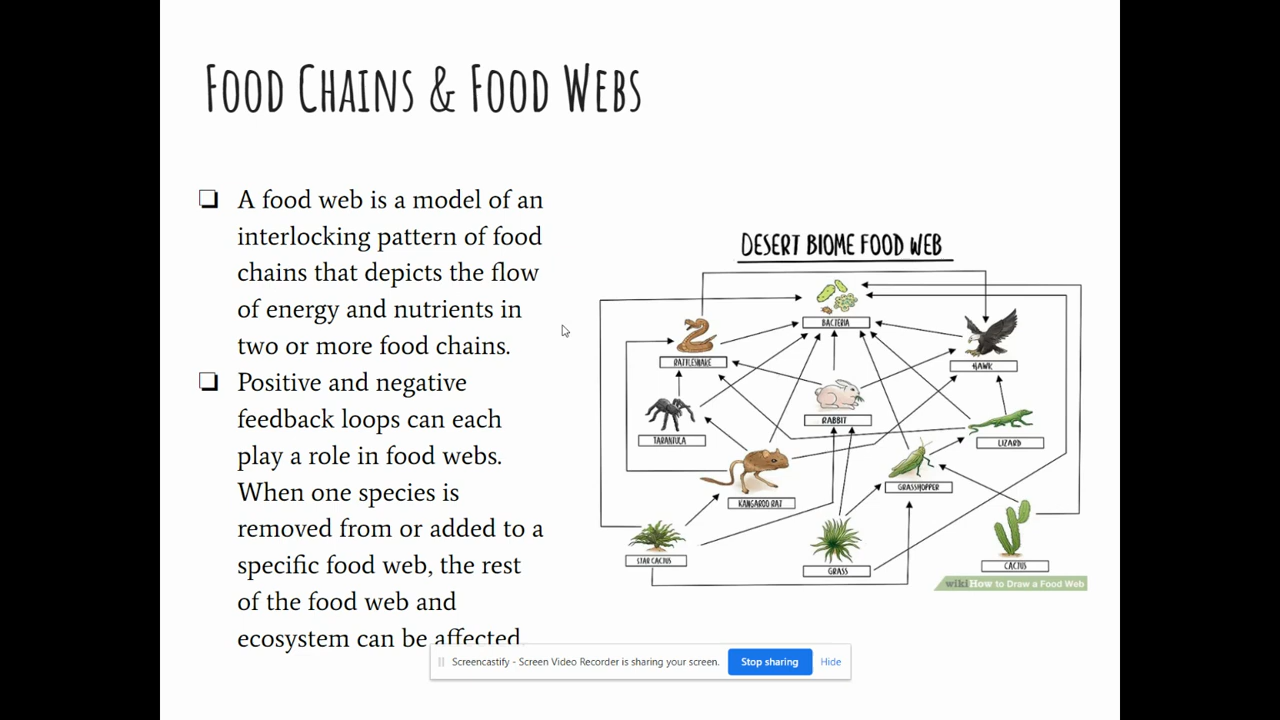 FOOD CHAINS & FOOD WEBS
❏ A food web is a model of an
interlocking pattern of food
chains that depicts the flow
of energy and nutrients in
two or more food chains.
❏ Positive and negative
feedback loops can each
play a role in food webs.
When one species is
removed from or added to a
specific food web, the rest
of the food web and
ecosystem can be affected.
DESERT BIOME FOOD WEB
BACTERIA
RATTLESNAKE
HAWK
RABBIT
TARANTULA
LIZARD
GRASSHOPPER
KANGAROO RAT
STAR CACTUS
GRASS
CACTUS
wikiHow to Draw a Food Web
Screencastify - Screen Video Recorder is sharing your screen.
Stop sharing
Hide